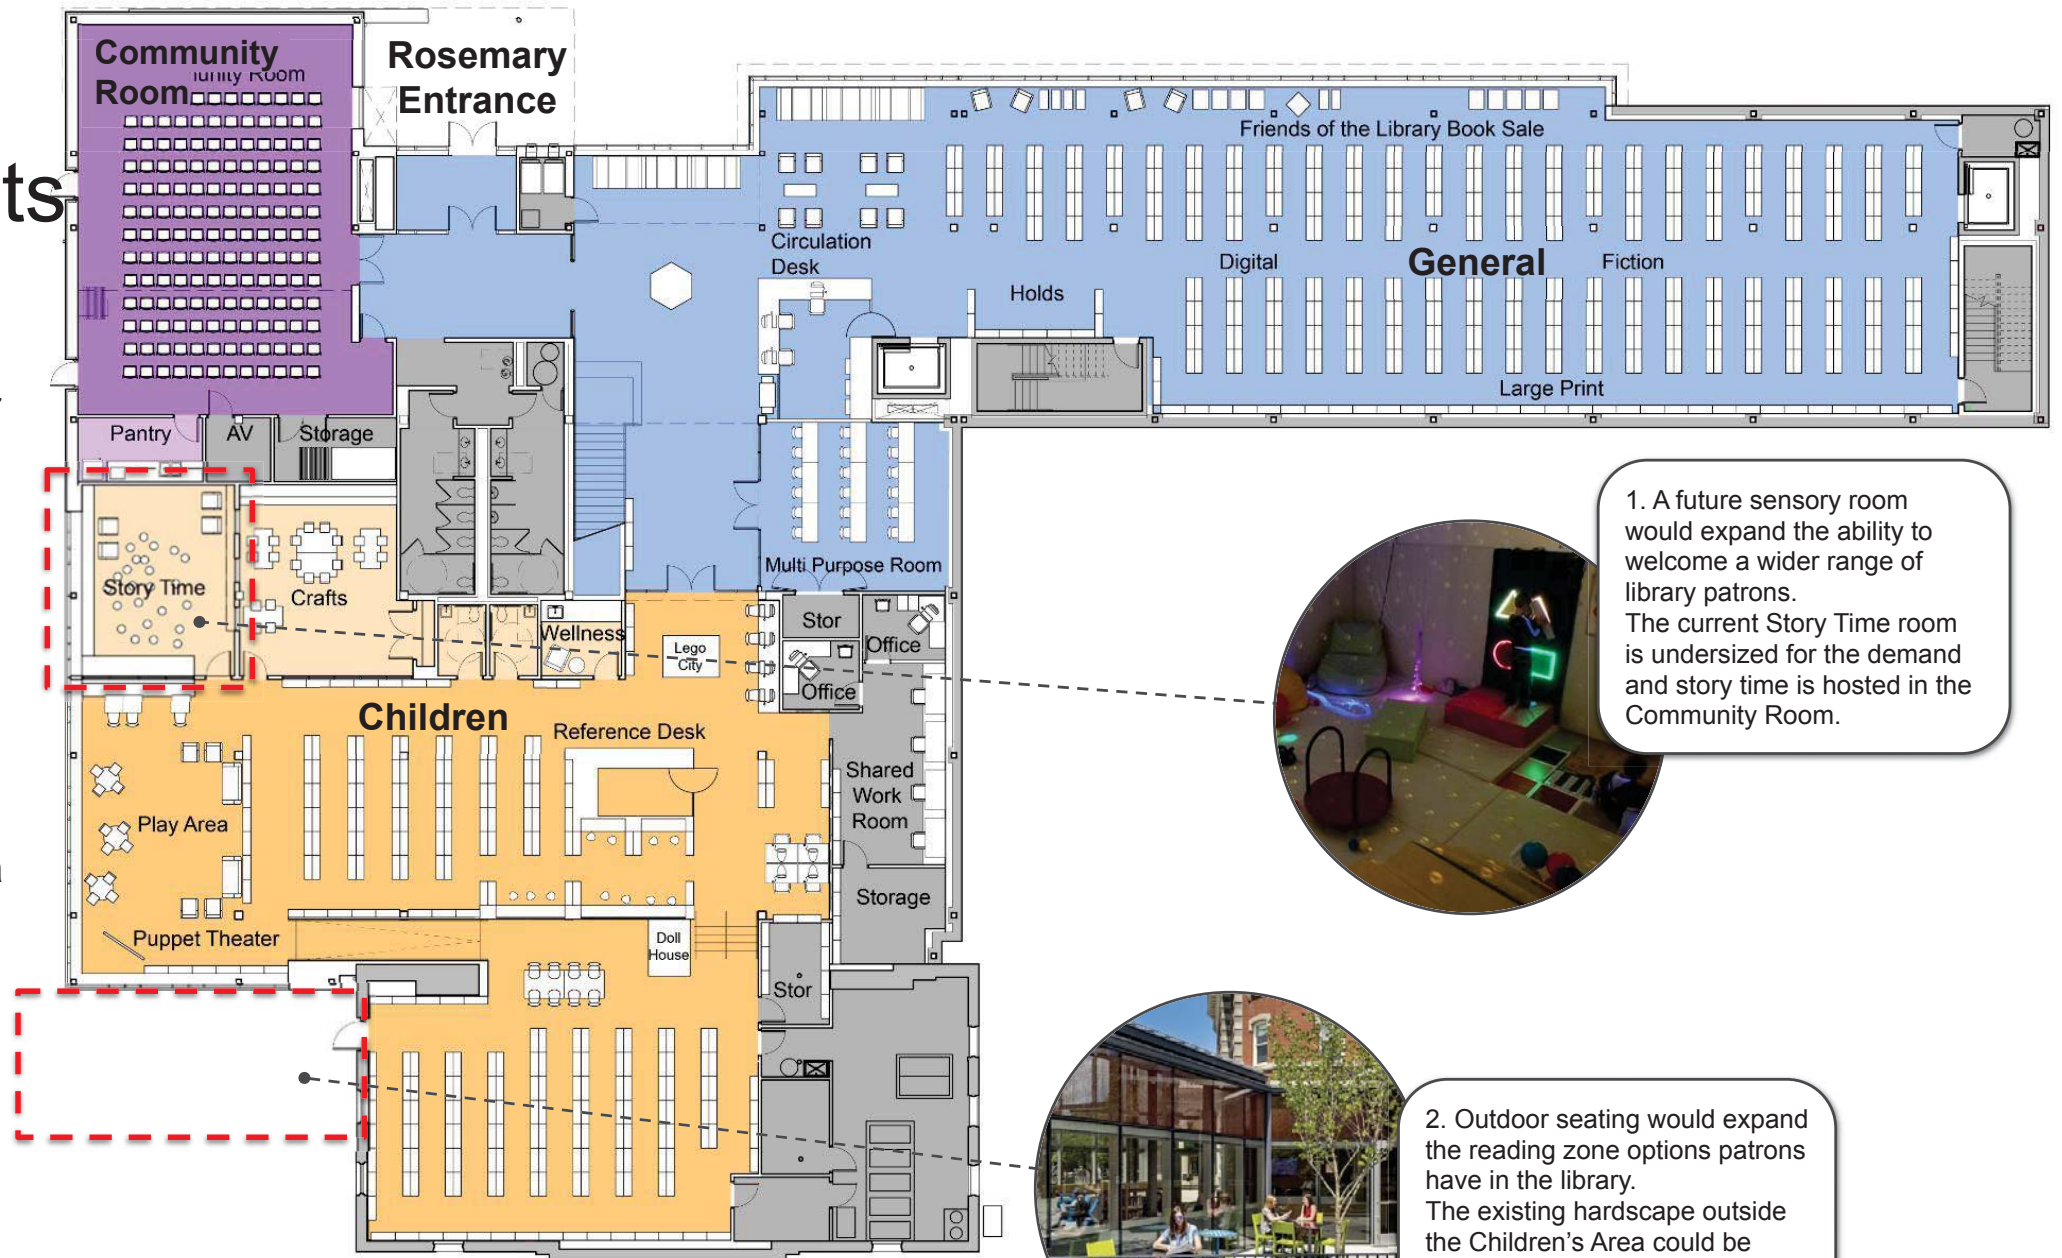 ts
Community
Room
Rosemary
Entrance
Friends of the Library Book Sale
Circulation
Desk
Holds
Digital
General
Fiction
Large Print
Pantry
AV
Storage
Story Time
Crafts
Wellness
Multi Purpose Room
Lego
City
Stor
Office
Office
Children
Reference Desk
Shared
Work
Room
Play Area
Storage
Puppet Theater
Doll
House
Stor
1. A future sensory room
would expand the ability to
welcome a wider range of
library patrons.
The current Story Time room
is undersized for the demand
and story time is hosted in the
Community Room.
2. Outdoor seating would expand
the reading zone options patrons
have in the library.
The existing hardscape outside
the Children’s Area could be